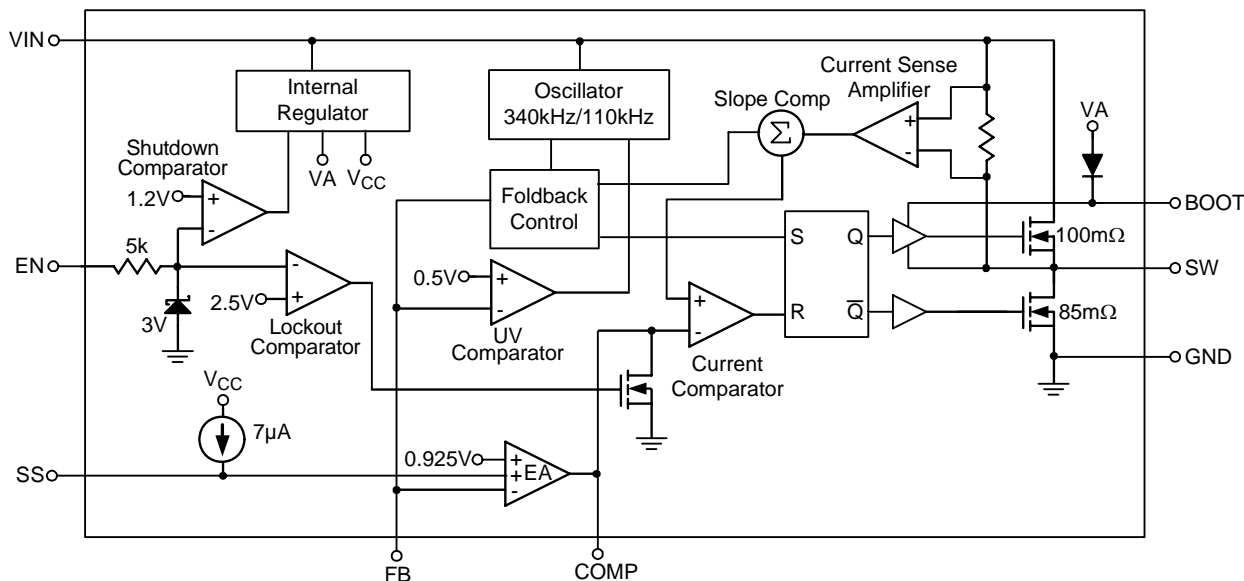 VIN
Internal
Regulator
Oscillator
340kHz/110kHz
Current Sense
Amplifier
Slope Comp
Σ
+
-
VA
Shutdown
Comparator
1.2V
+
-
VA
VCC
Foldback
Control
BOOT
S
Q
100mΩ
5k
EN
-
+
2.5V
3V
Lockout
Comparator
0.5V
+
-
UV
Comparator
+
-
Current
Comparator
R
Q
SW
85mΩ
GND
VCC
7µA
SS
0.925V
+
+
-
EA
FB
COMP